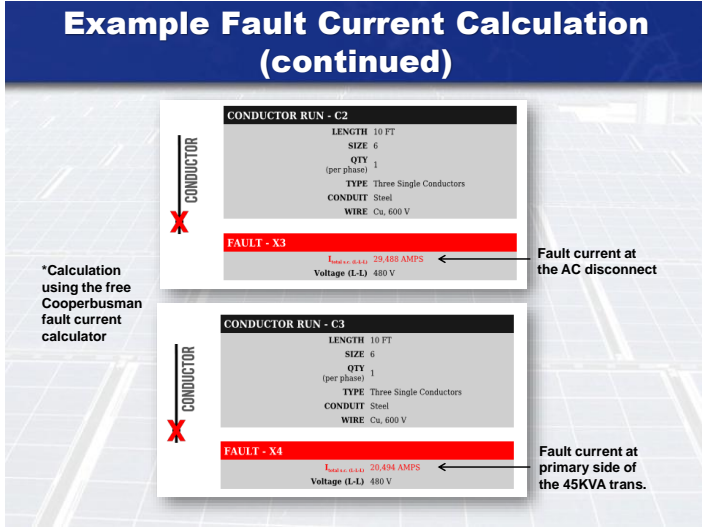 Example Fault Current Calculation
(continued)
CONDUCTOR
X
CONDUCTOR RUN - C2
LENGTH 10 FT
SIZE 6
QTY
(per phase) 1
TYPE Three Single Conductors
CONDUIT Steel
WIRE Cu, 600 V
FAULT - X3
Itotal s.c. (L-L-L) 29,488 AMPS
Voltage (L-L) 480 V
Fault current at
the AC disconnect
*Calculation
using the free
Cooperbusman
fault current
calculator
CONDUCTOR
X
CONDUCTOR RUN - C3
LENGTH 10 FT
SIZE 6
QTY
(per phase) 1
TYPE Three Single Conductors
CONDUIT Steel
WIRE Cu, 600 V
FAULT - X4
Itotal s.c. (L-L-L) 20,494 AMPS
Voltage (L-L) 480 V
Fault current at
primary side of
the 45KVA trans.